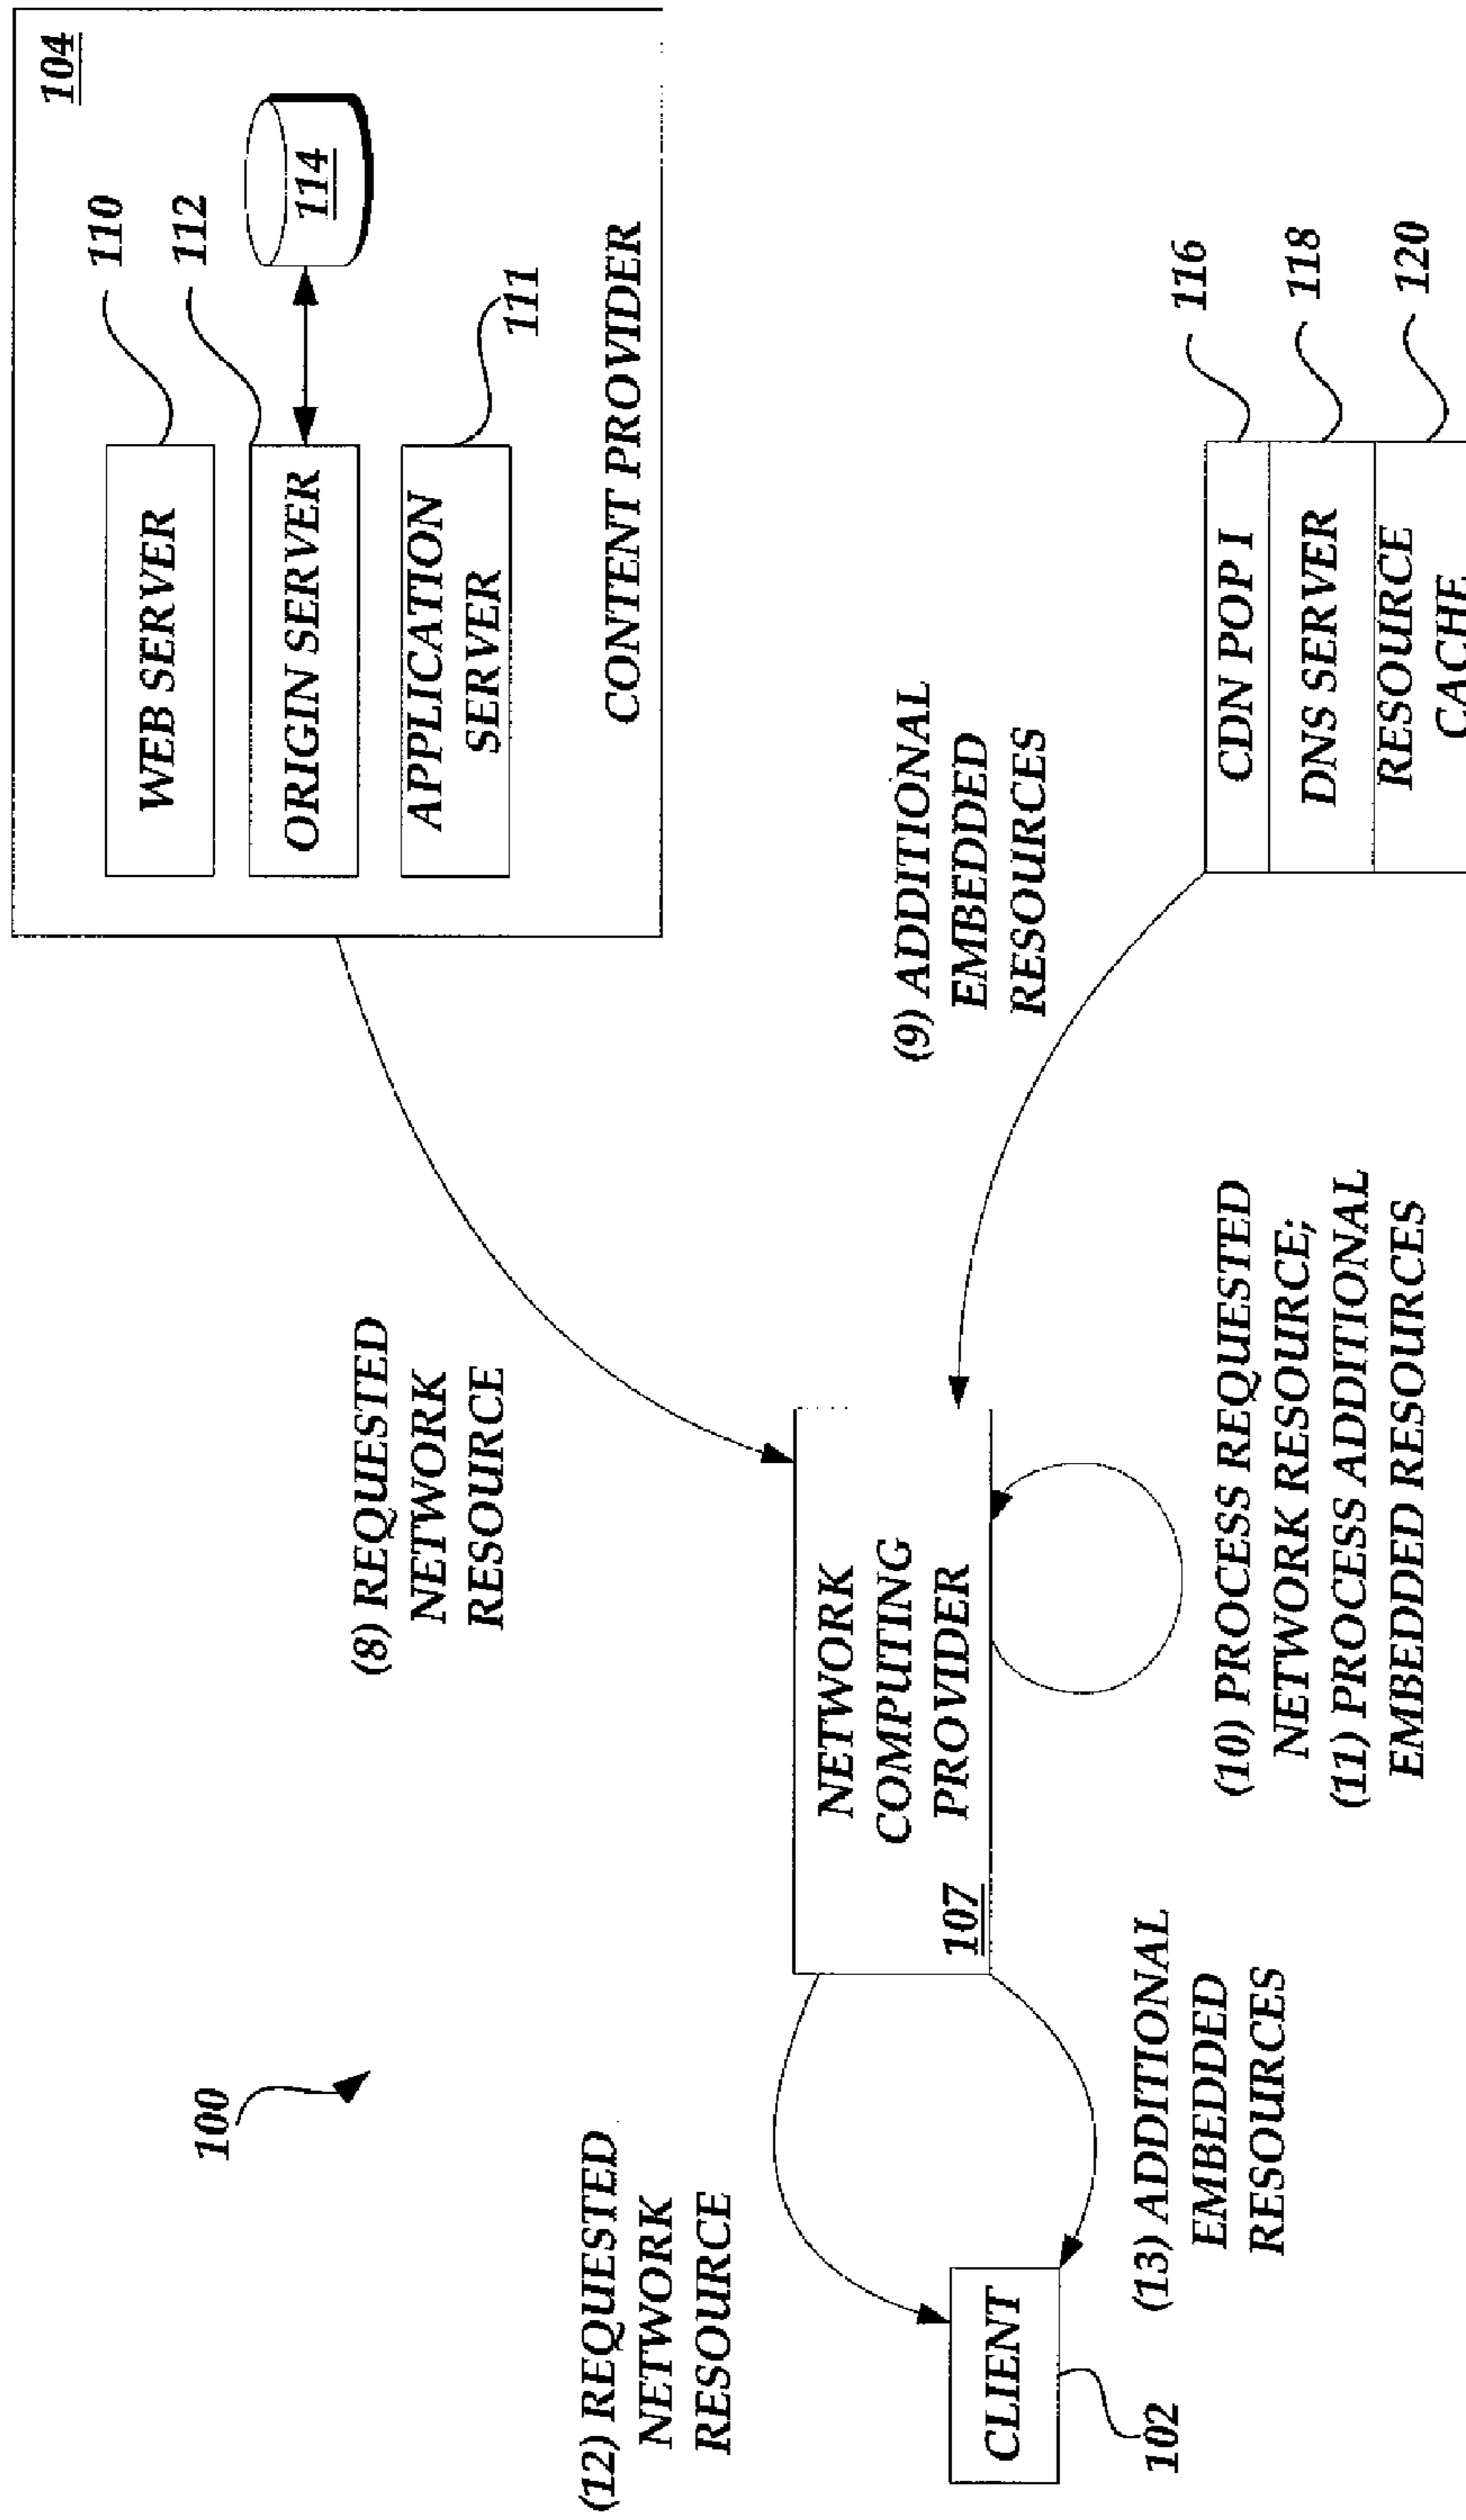 100
(12) REQUESTED
NETWORK
RESOURCE
CLIENT
102
(13) ADDITIONAL
EMBEDDED
RESOURCES
(8) REQUESTED
NETWORK
RESOURCE
NETWORK
COMPUTING
PROVIDER
107
(10) PROCESS REQUESTED
NETWORK RESOURCE;
(11) PROCESS ADDITIONAL
EMBEDDED RESOURCES
(9) ADDITIONAL
EMBEDDED
RESOURCES
104
WEB SERVER
110
ORIGIN SERVER
112
114
APPLICATION
SERVER
111
CONTENT PROVIDER
CDN POP I
116
DNS SERVER
118
RESOURCE
CACHE
120